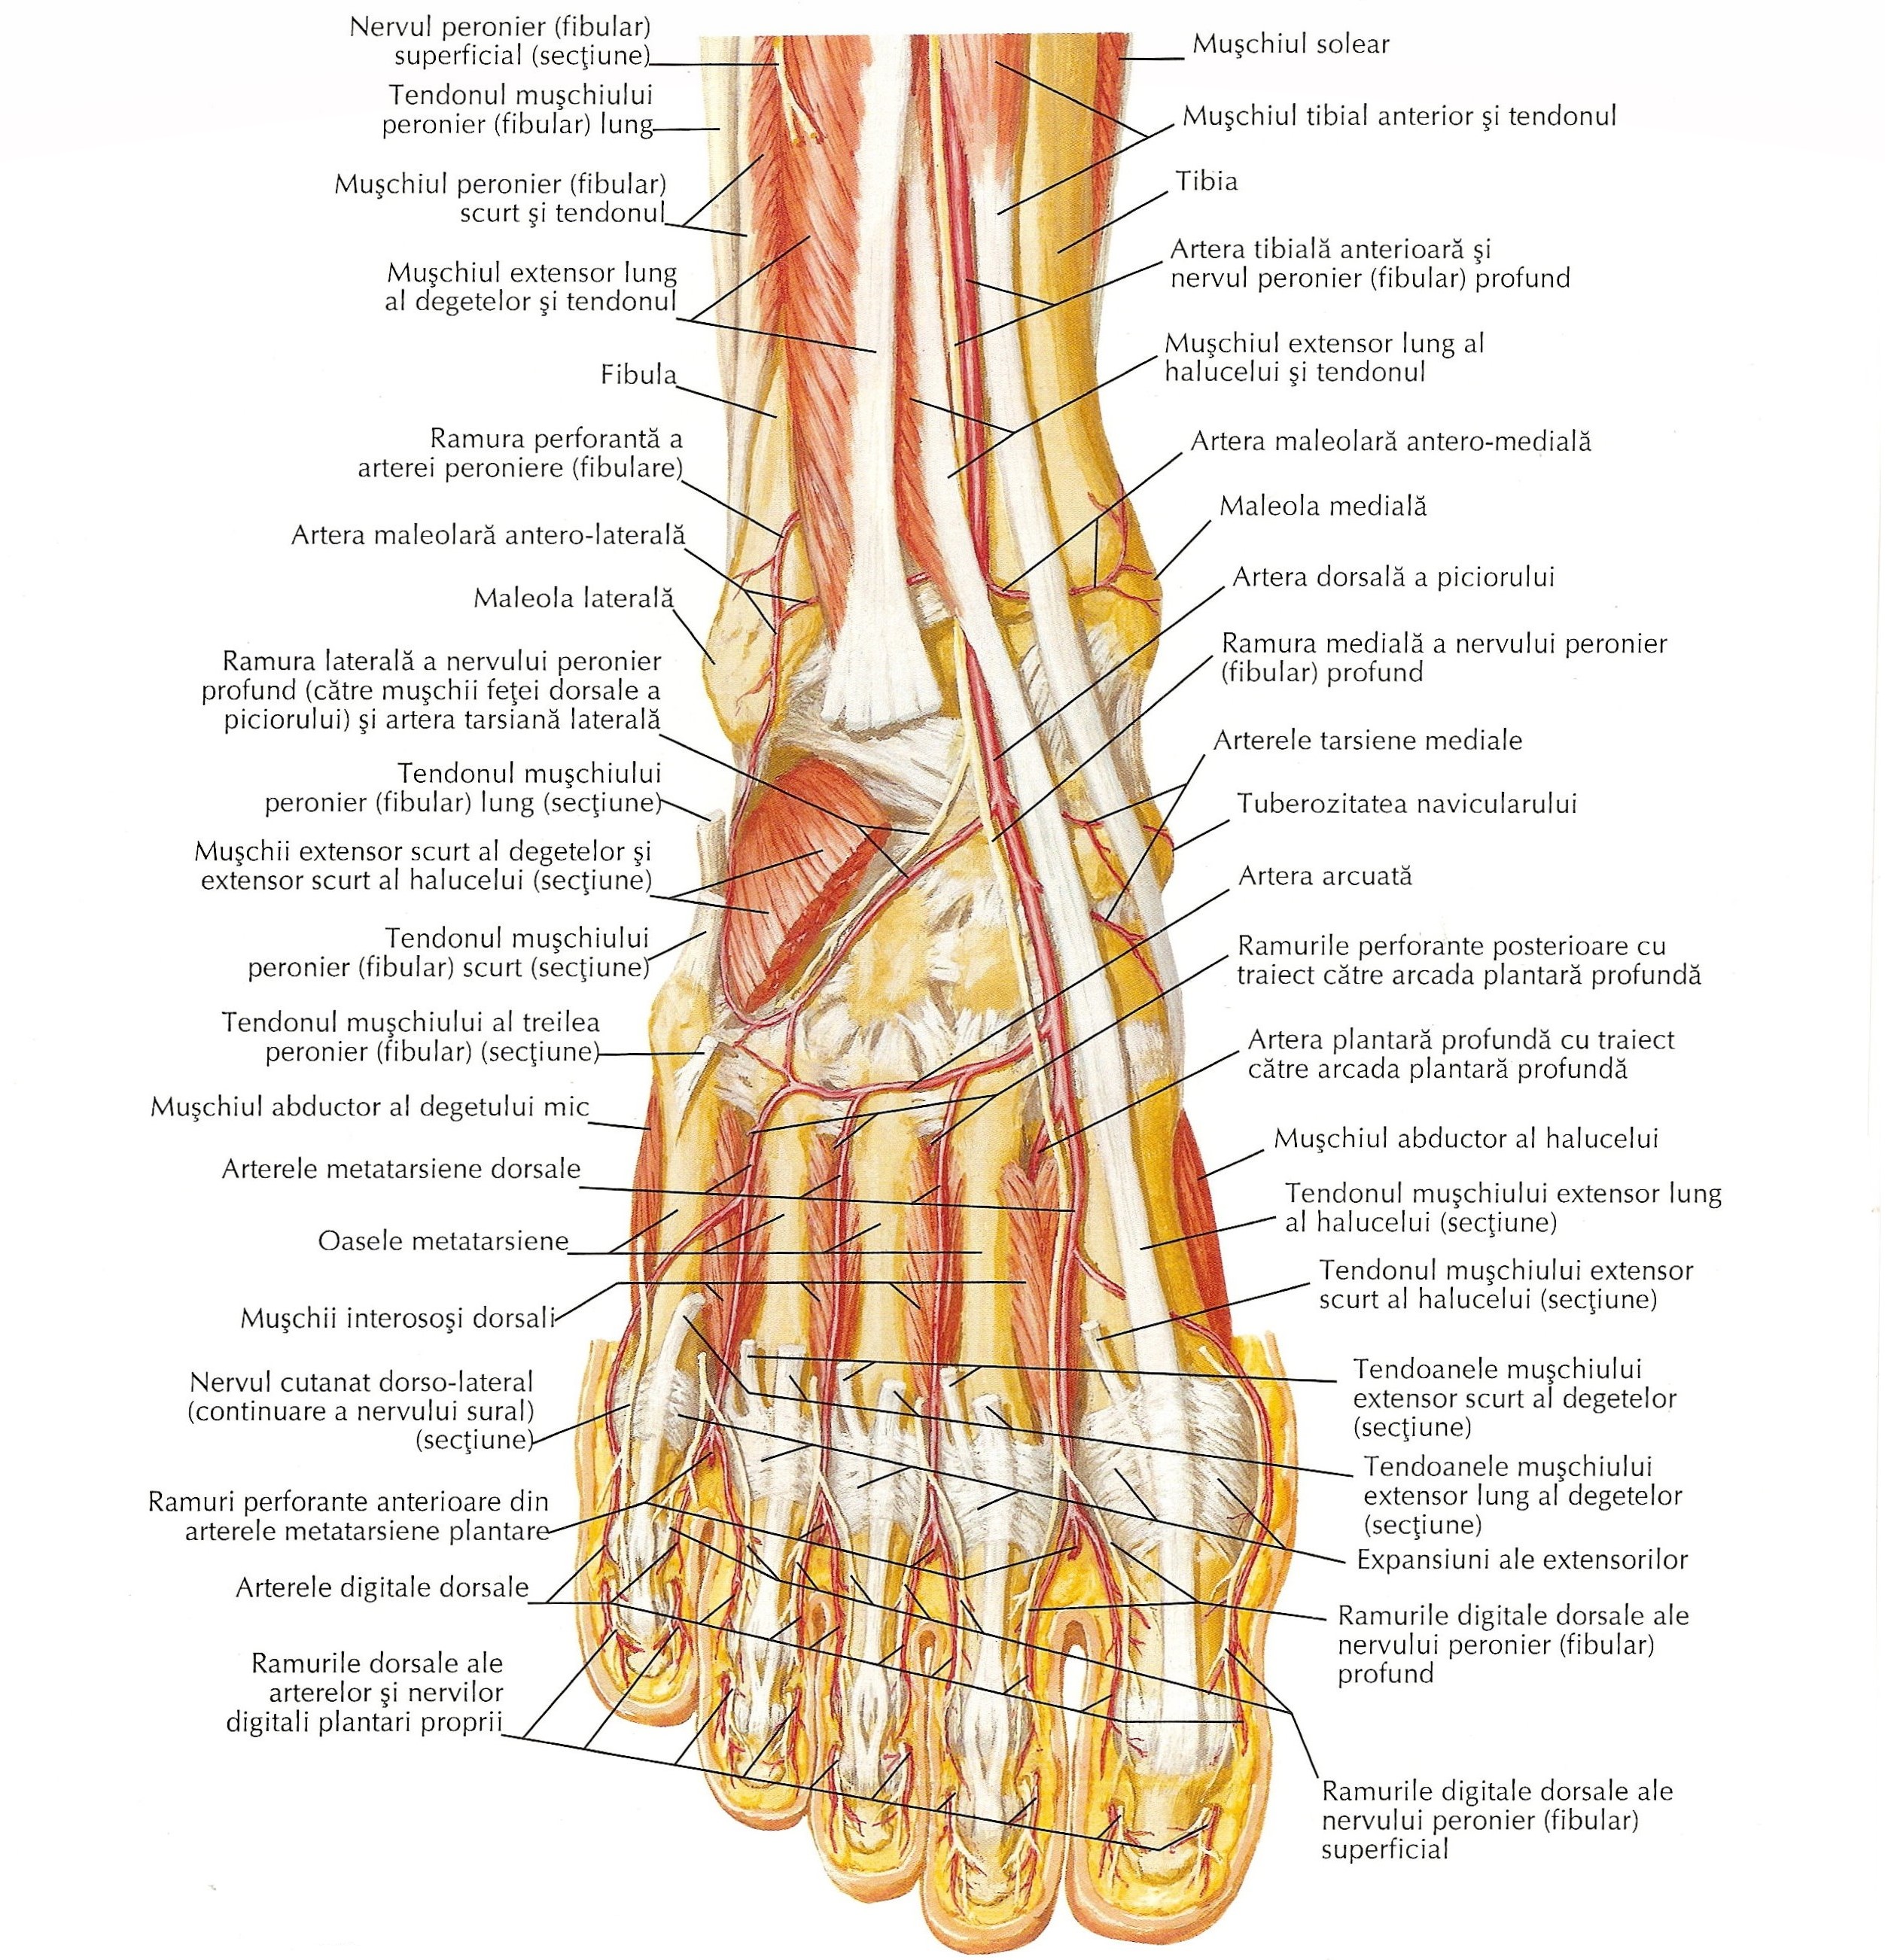 Nervul peronier (fibular)
superficial (secţiune)
Tendonul muşchiului
peronier (fibular) lung
Muşchiul peronier (fibular)
scurt şi tendonul
Muşchiul extensor lung
al degetelor şi tendonul
Fibula
Ramura perforantă a
arterei peroniere (fibulare)
Artera maleolară antero-laterală
Maleola laterală
Ramura laterală a nervului peronier
profund (către muşchii feţei dorsale a
piciorului) şi artera tarsiană laterală
Tendonul muşchiului
peronier (fibular) lung (secţiune)
Muşchii extensor scurt al degetelor şi
extensor scurt al halucelui (secţiune)
Tendonul muşchiului
peronier (fibular) scurt (secţiune)
Tendonul muşchiului al treilea
peronier (fibular) (secţiune)
Muşchiul abductor al degetului mic
Arterele metatarsiene dorsale
Oasele metatarsiene
Muşchii interosoşi dorsali
Nervul cutanat dorso-lateral
(continuare a nervului sural)
(secţiune)
Ramuri perforante anterioare din
arterele metatarsiene plantare
Arterele digitale dorsale
Ramurile dorsale ale
arterelor şi nervilor
digitali plantari proprii
Muşchiul solear
Muşchiul tibial anterior şi tendonul
Tibia
Artera tibială anterioară şi
nervul peronier (fibular) profund
Muşchiul extensor lung al
halucelui şi tendonul
Artera maleolară antero-medială
Maleola medială
Artera dorsală a piciorului
Ramura medială a nervului peronier
(fibular) profund
Arterele tarsiene mediale
Tuberozitatea navicularului
Artera arcuată
Ramurile perforante posterioare cu
traiect către arcada plantară profundă
Artera plantară profundă cu traiect
către arcada plantară profundă
Muşchiul abductor al halucelui
Tendonul muşchiului extensor lung
al halucelui (secţiune)
Tendonul muşchiului extensor
scurt al halucelui (secţiune)
Tendoanele muşchiului
extensor scurt al degetelor
(secţiune)
Tendoanele muşchiului
extensor lung al degetelor
(secţiune)
Expansiuni ale extensorilor
Ramurile digitale dorsale ale
nervului peronier (fibular)
profund
Ramurile digitale dorsale ale
nervului peronier (fibular)
superficial